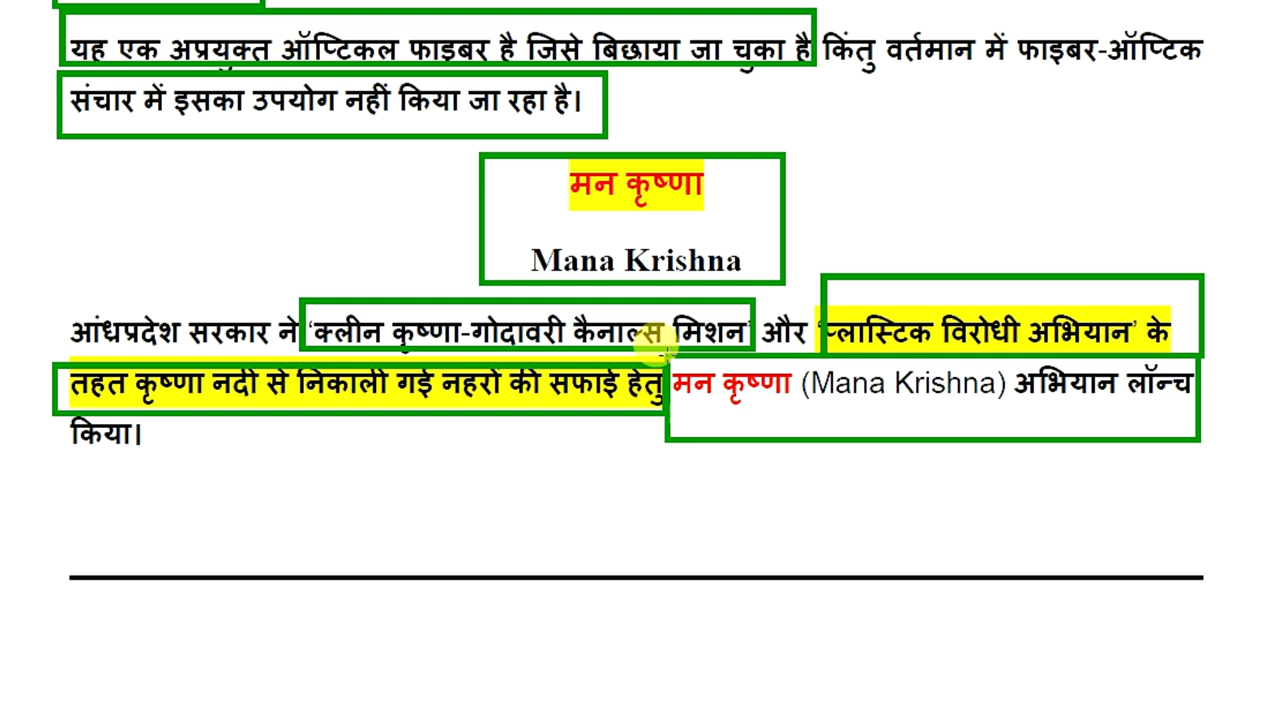 यह एक अप्रयुक्त ऑप्टिकल फाइबर है जिसे बिछाया जा चुका है किंतु वर्तमान में फाइबर-ऑप्टिक
संचार में इसका उपयोग नहीं किया जा रहा है।
मन कृष्णा
Mana Krishna
आंधप्रदेश सरकार ने ‘क्लीन कृष्णा-गोदावरी कैनाल्स मिशन’ और ‘प्लास्टिक विरोधी अभियान’ के
तहत कृष्णा नदी से निकाली गई नहरों की सफाई हेतु मन कृष्णा (Mana Krishna) अभियान लॉन्च
किया।